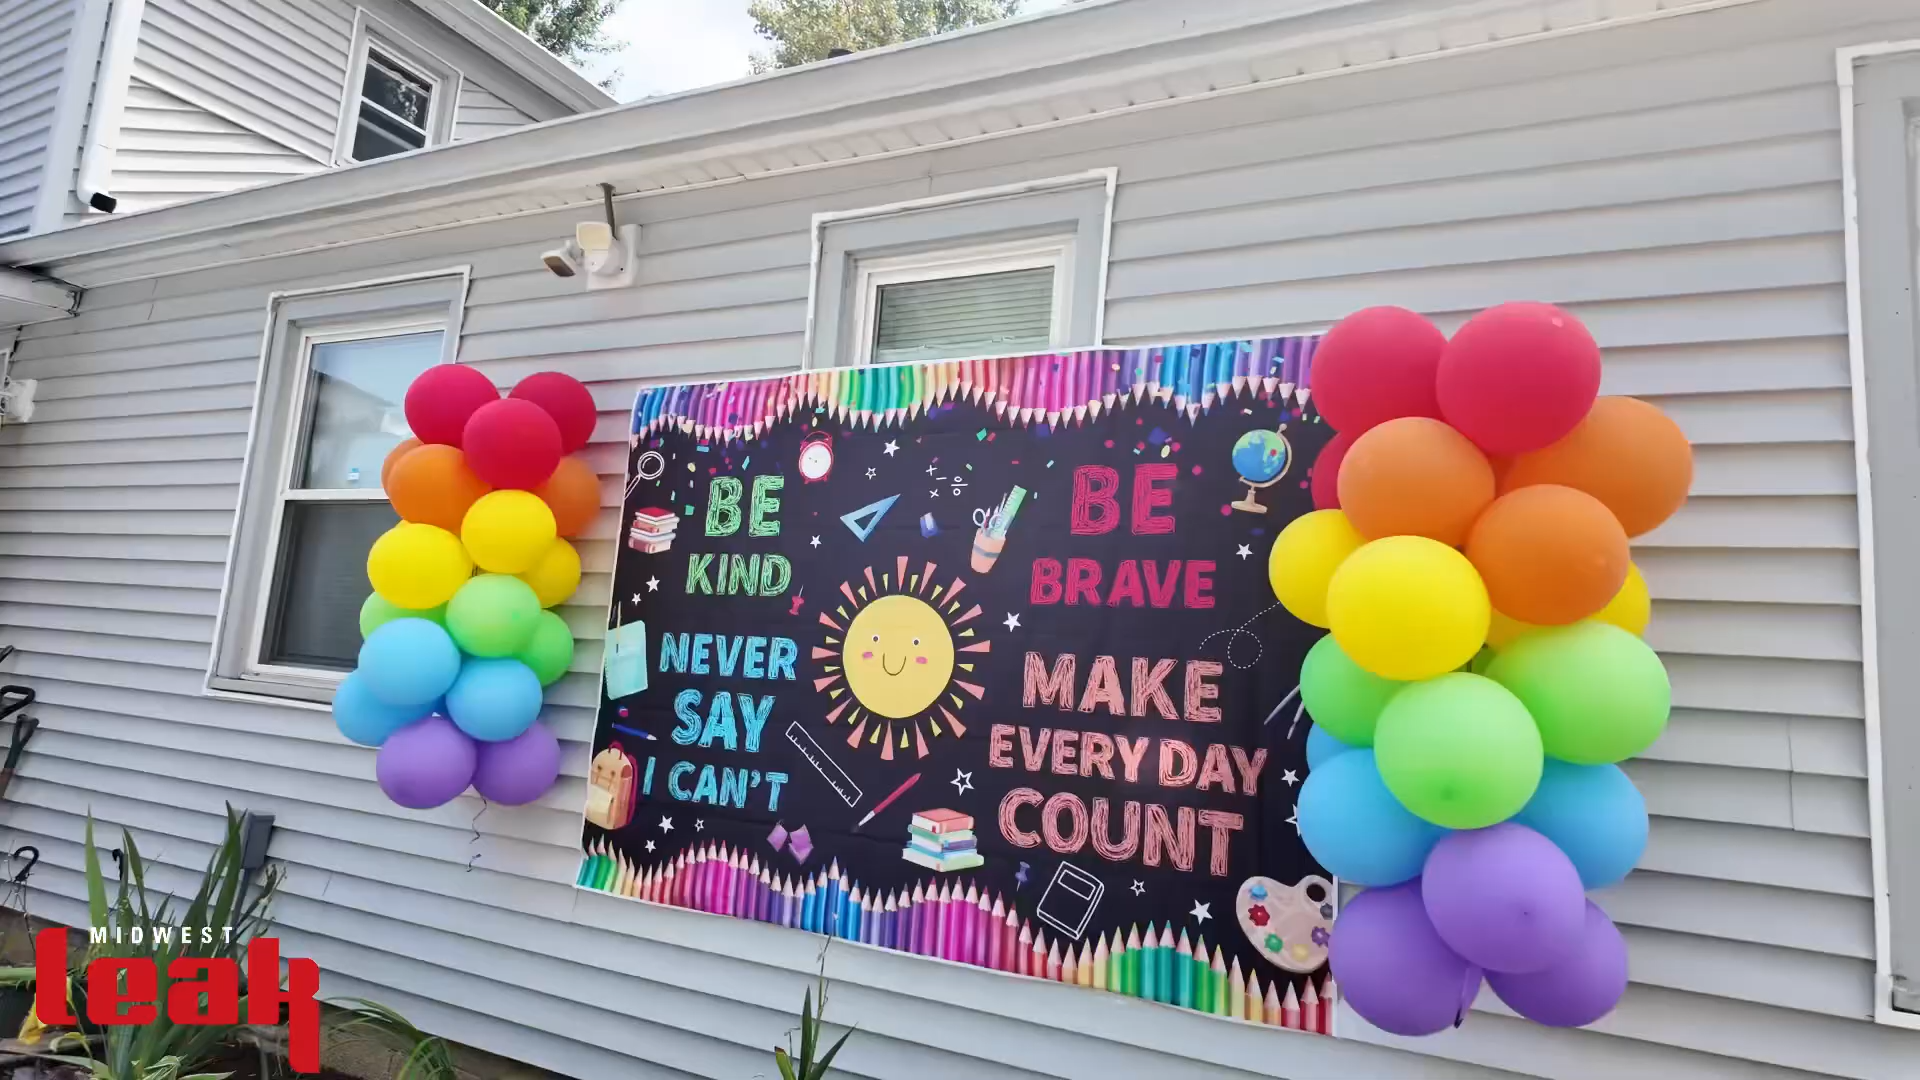 BE
KIND
NEVER
SAY
I CAN'T
BE
BRAVE
MAKE
EVERY DAY
COUNT
MIDWEST
leak